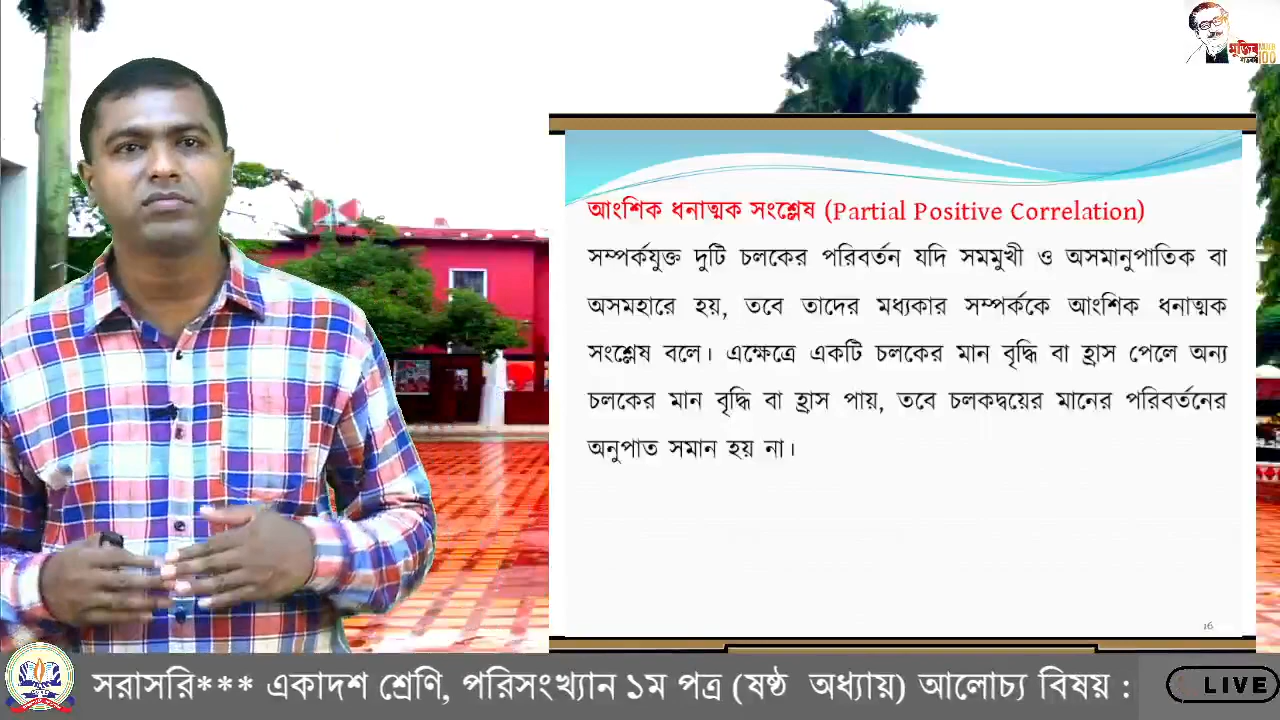 মুজিব
100
আংশিক ধনাত্মক সংশ্লেষ (Partial Positive Correlation)
সম্পর্কযুক্ত দুটি চলকের পরিবর্তন যদি সমমুখী ও অসমানুপাতিক বা
অসমহারে হয়, তবে তাদের মধ্যকার সম্পর্ককে আংশিক ধনাত্মক
সংশ্লেষ বলে। এক্ষেত্রে একটি চলকের মান বৃদ্ধি বা হ্রাস পেলে অন্য
চলকের মান বৃদ্ধি বা হ্রাস পায়, তবে চলকদ্বয়ের মানের পরিবর্তনের
অনুপাত সমান হয় না।
16
সরাসরি*** একাদশ শ্রেণি, পরিসংখ্যান ১ম পত্র (ষষ্ঠ অধ্যায়) আলোচ্য বিষয় :
LIVE